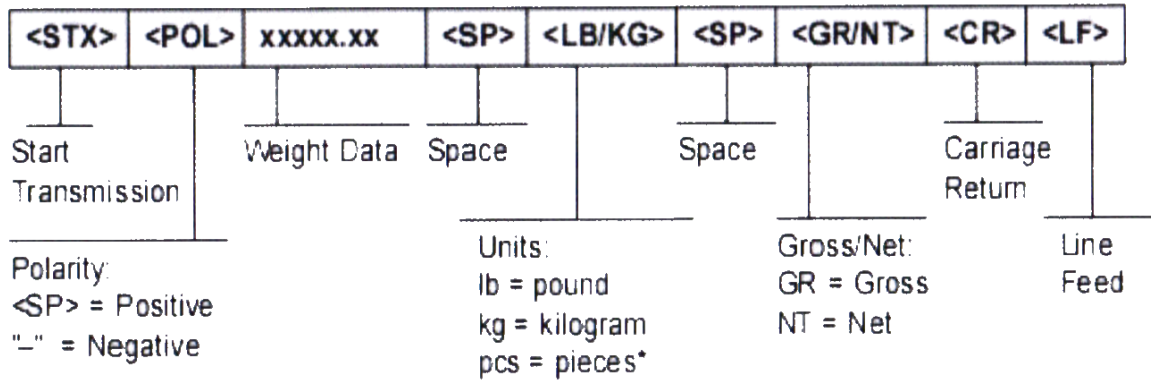 <STX> <POL> xxxxx.xx <SP> <LB/KG> <SP> <GR/NT> <CR> <LF>
Start
Transmission
Weight Data
Space
Space
Carriage
Return
Polarity:
<SP> = Positive
"–" = Negative
Units:
lb = pound
kg = kilogram
pcs = pieces*
Gross/Net:
GR = Gross
NT = Net
Line
Feed